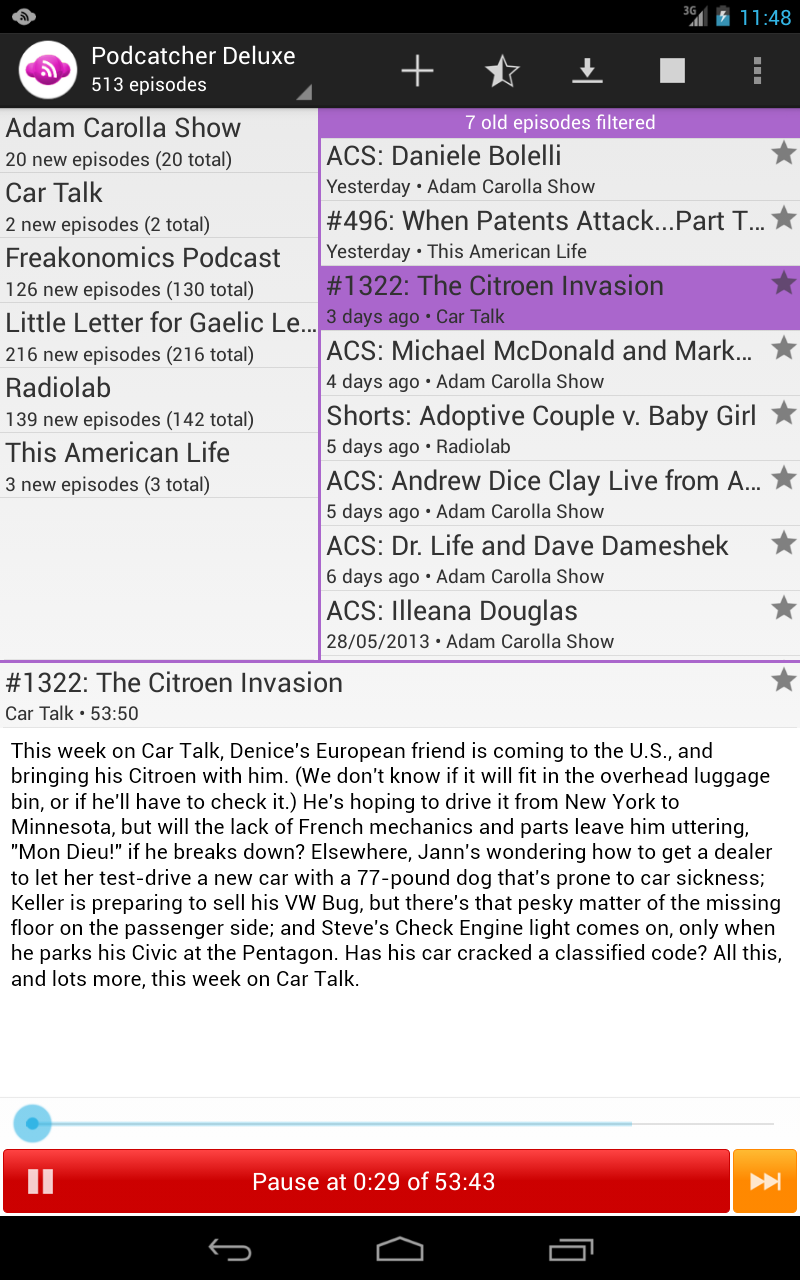 3G 11:48
Podcatcher Deluxe
513 episodes
Adam Carolla Show
20 new episodes (20 total)
Car Talk
2 new episodes (2 total)
Freakonomics Podcast
126 new episodes (130 total)
Little Letter for Gaelic Le...
216 new episodes (216 total)
Radiolab
139 new episodes (142 total)
This American Life
3 new episodes (3 total)
7 old episodes filtered
ACS: Daniele Bolelli
Yesterday • Adam Carolla Show
#496: When Patents Attack...Part T...
Yesterday • This American Life
#1322: The Citroen Invasion
3 days ago • Car Talk
ACS: Michael McDonald and Mark...
4 days ago • Adam Carolla Show
Shorts: Adoptive Couple v. Baby Girl
5 days ago • Radiolab
ACS: Andrew Dice Clay Live from A...
5 days ago • Adam Carolla Show
ACS: Dr. Life and Dave Dameshek
6 days ago • Adam Carolla Show
ACS: Illeana Douglas
28/05/2013 • Adam Carolla Show
#1322: The Citroen Invasion
Car Talk • 53:50
This week on Car Talk, Denice's European friend is coming to the U.S., and
bringing his Citroen with him. (We don't know if it will fit in the overhead luggage
bin, or if he'll have to check it.) He's hoping to drive it from New York to
Minnesota, but will the lack of French mechanics and parts leave him uttering,
"Mon Dieu!" if he breaks down? Elsewhere, Jann's wondering how to get a dealer
to let her test-drive a new car with a 77-pound dog that's prone to car sickness;
Keller is preparing to sell his VW Bug, but there's that pesky matter of the missing
floor on the passenger side; and Steve's Check Engine light comes on, only when
he parks his Civic at the Pentagon. Has his car cracked a classified code? All this,
and lots more, this week on Car Talk.
Pause at 0:29 of 53:43